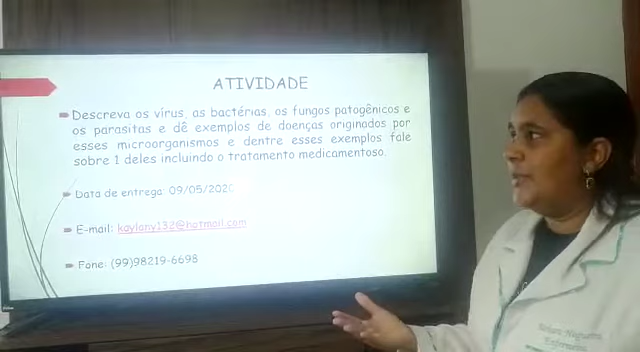 ATIVIDADE
Descreva os vírus, as bactérias, os fungos patogênicos e
os parasitas e dê exemplos de doenças originados por
esses microorganismos e dentre esses exemplos fale
sobre 1 deles incluindo o tratamento medicamentoso.
Data de entrega: 09/05/2020
E-mail: kaylany132@hotmail.com
Fone: (99)98219-6698
Enfermeira